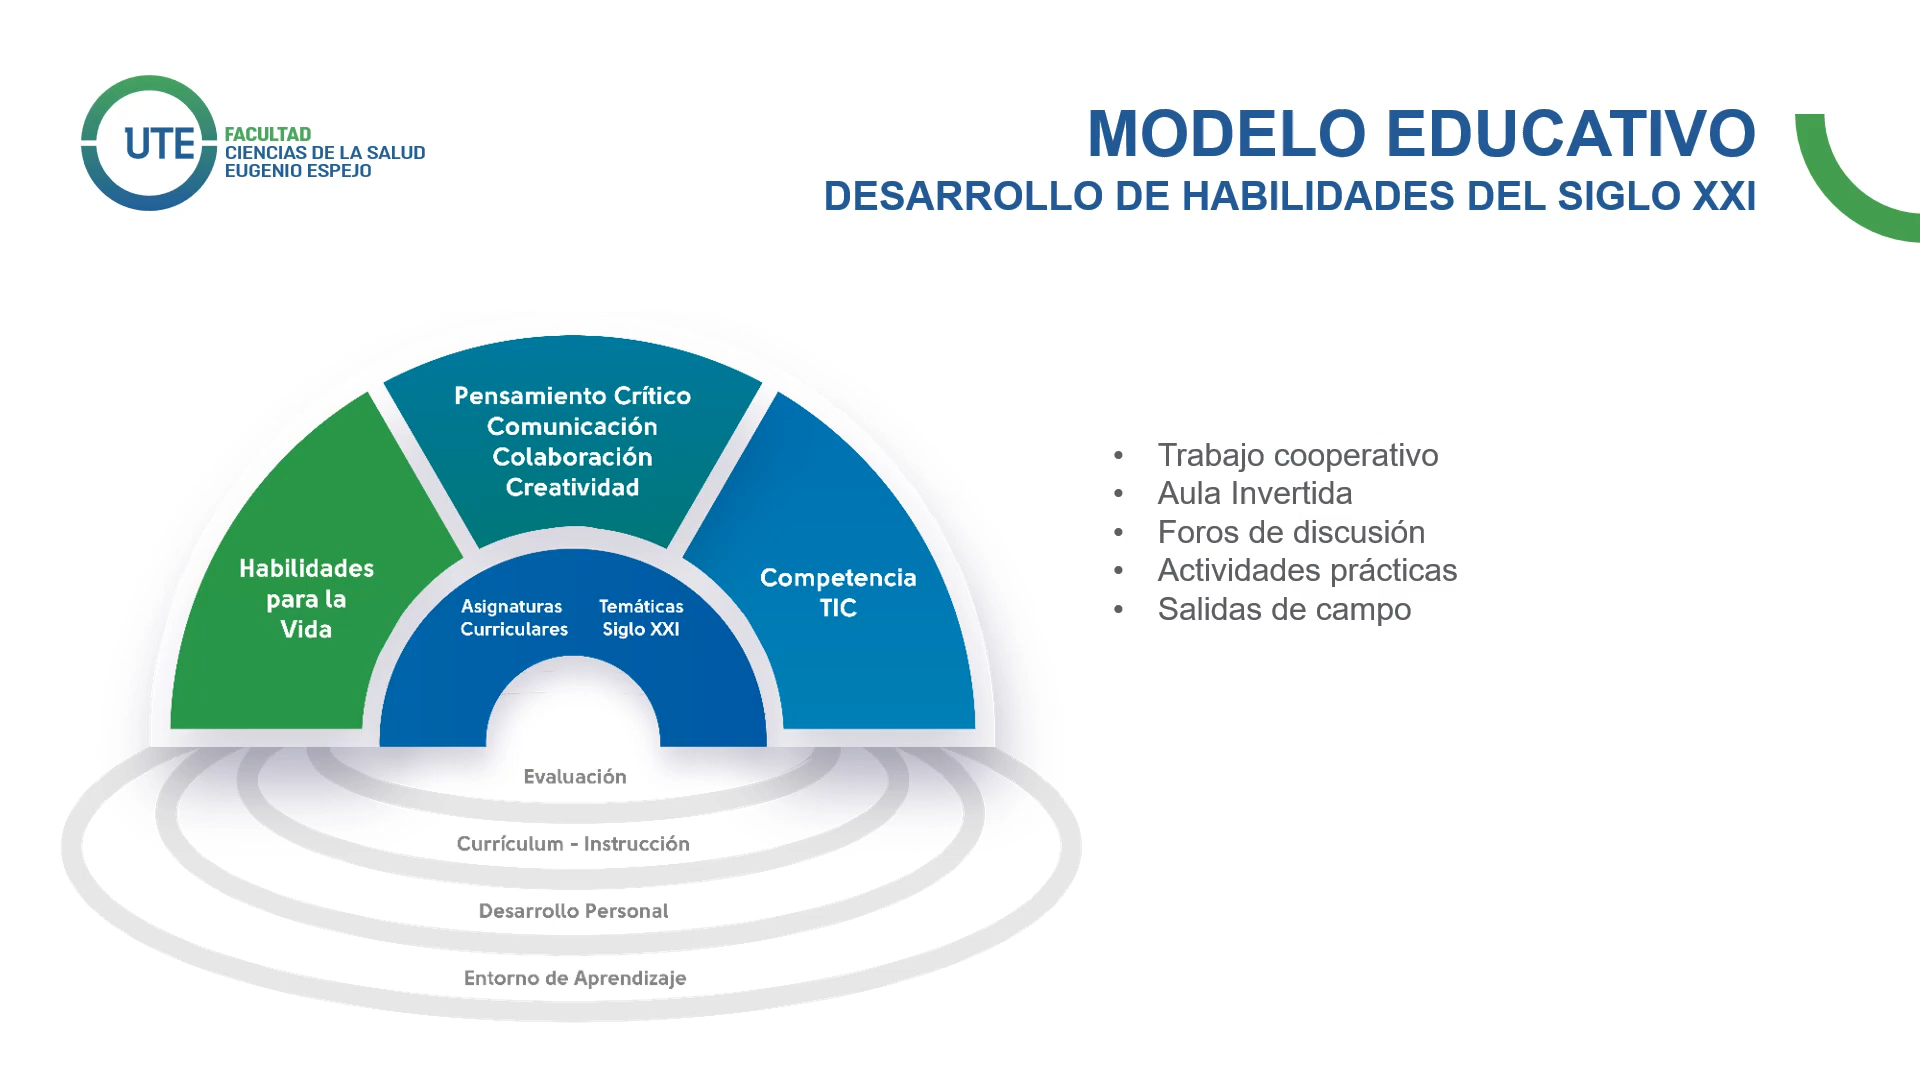 UTE
FACULTAD
CIENCIAS DE LA SALUD
EUGENIO ESPEJO
MODELO EDUCATIVO
DESARROLLO DE HABILIDADES DEL SIGLO XXI
Pensamiento Crítico
Comunicación
Colaboración
Creatividad
Habilidades
para la
Vida
Competencia
TIC
Asignaturas
Curriculares
Temáticas
Siglo XXI
Evaluación
Currículum - Instrucción
Desarrollo Personal
Entorno de Aprendizaje
• Trabajo cooperativo
• Aula Invertida
• Foros de discusión
• Actividades prácticas
• Salidas de campo